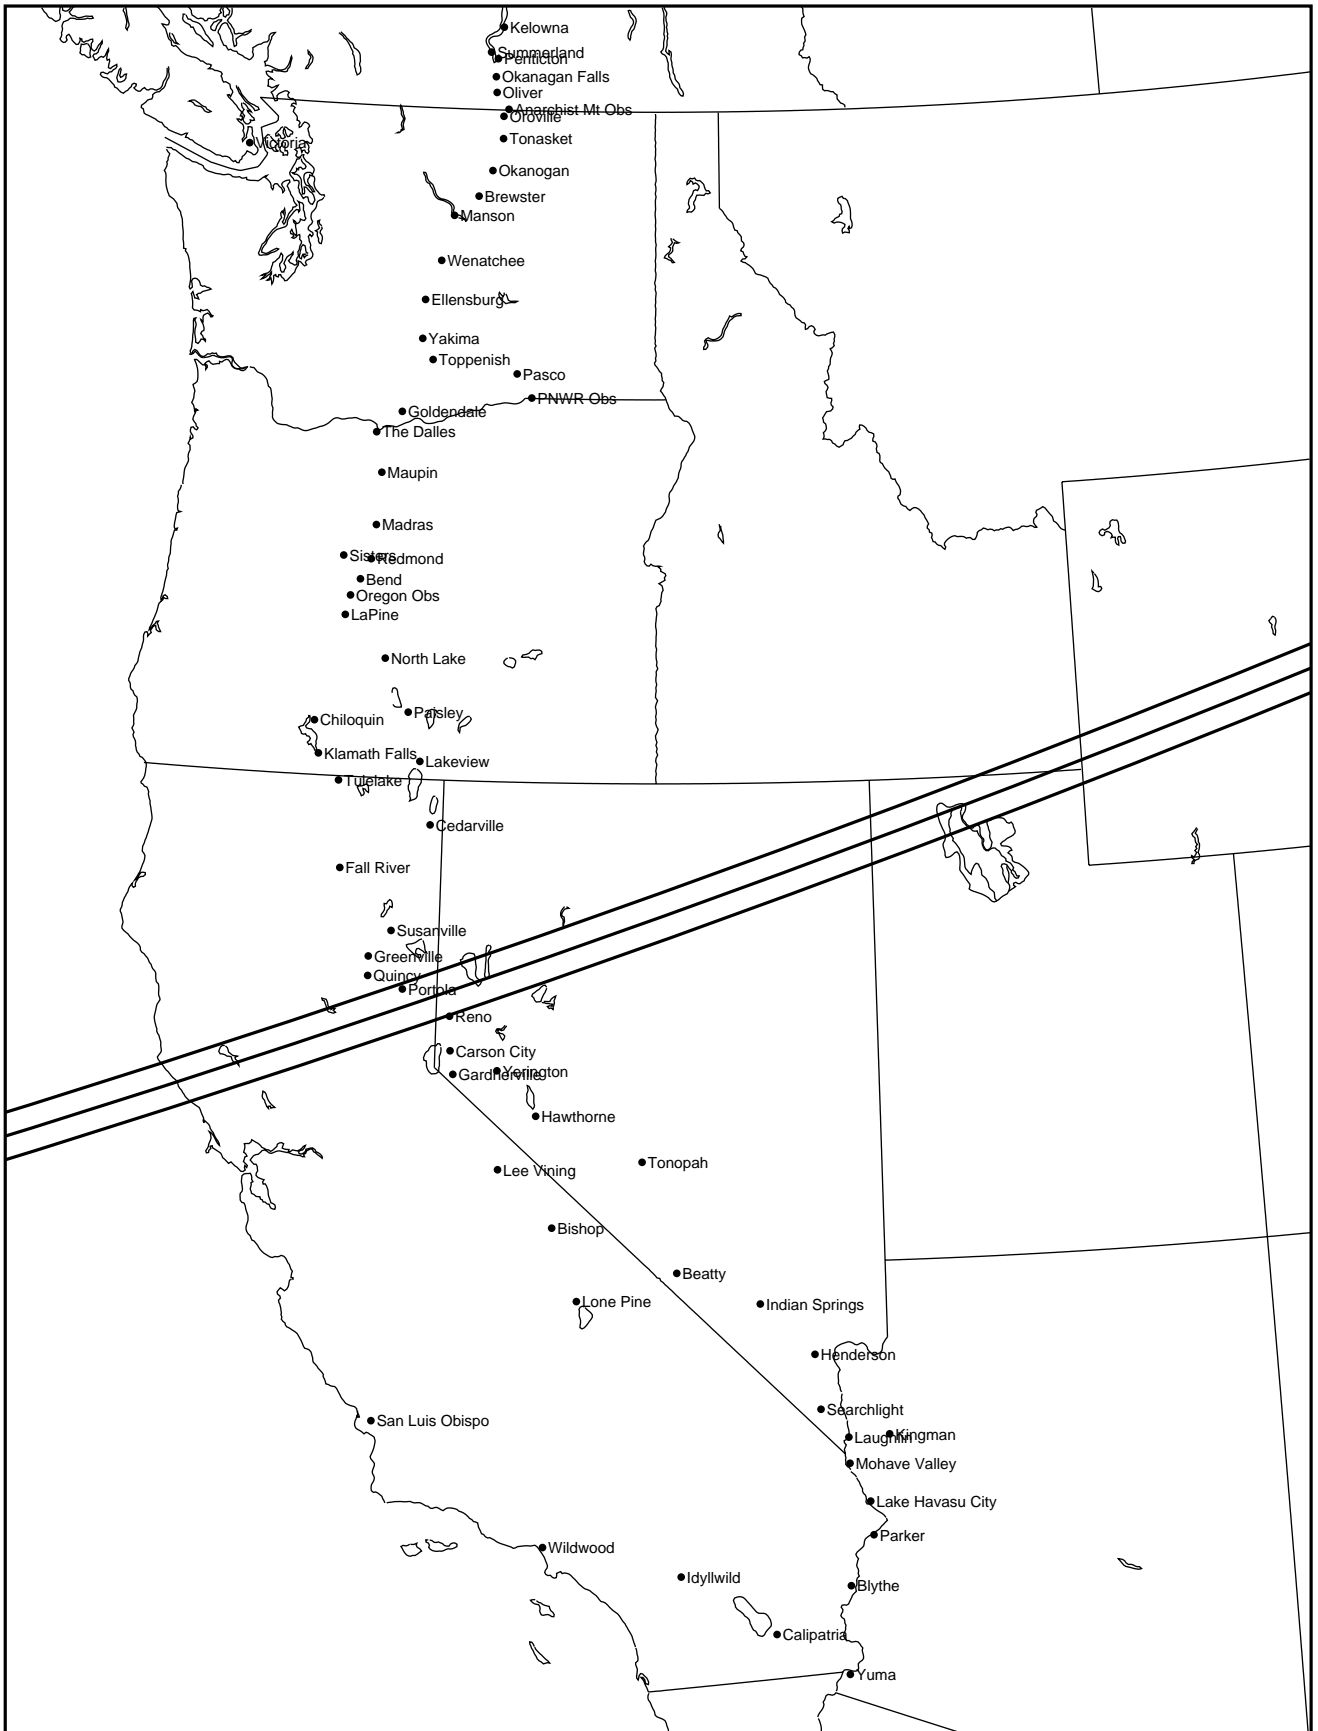 Kelowna
Summerland
Penticton
Okanagan Falls
Oliver
Anarchist Mt Obs
Oroville
Tonasket
Victoria
Okanogan
Brewster
Manson
Wenatchee
Ellensburg
Yakima
Toppenish
Pasco
PNWR Obs
Goldendale
The Dalles
Maupin
Madras
Sisters
Redmond
Bend
Oregon Obs
LaPine
North Lake
Paisley
Chiloquin
Klamath Falls
Lakeview
Tulelake
Cedarville
Fall River
Susanville
Greenville
Quincy
Portola
Reno
Carson City
Yerington
Gardnerville
Hawthorne
Tonopah
Lee Vining
Bishop
Beatty
Lone Pine
Indian Springs
Henderson
Searchlight
San Luis Obispo
Kingman
Laughlin
Mohave Valley
Lake Havasu City
Parker
Wildwood
Idyllwild
Blythe
Calipatria
Yuma